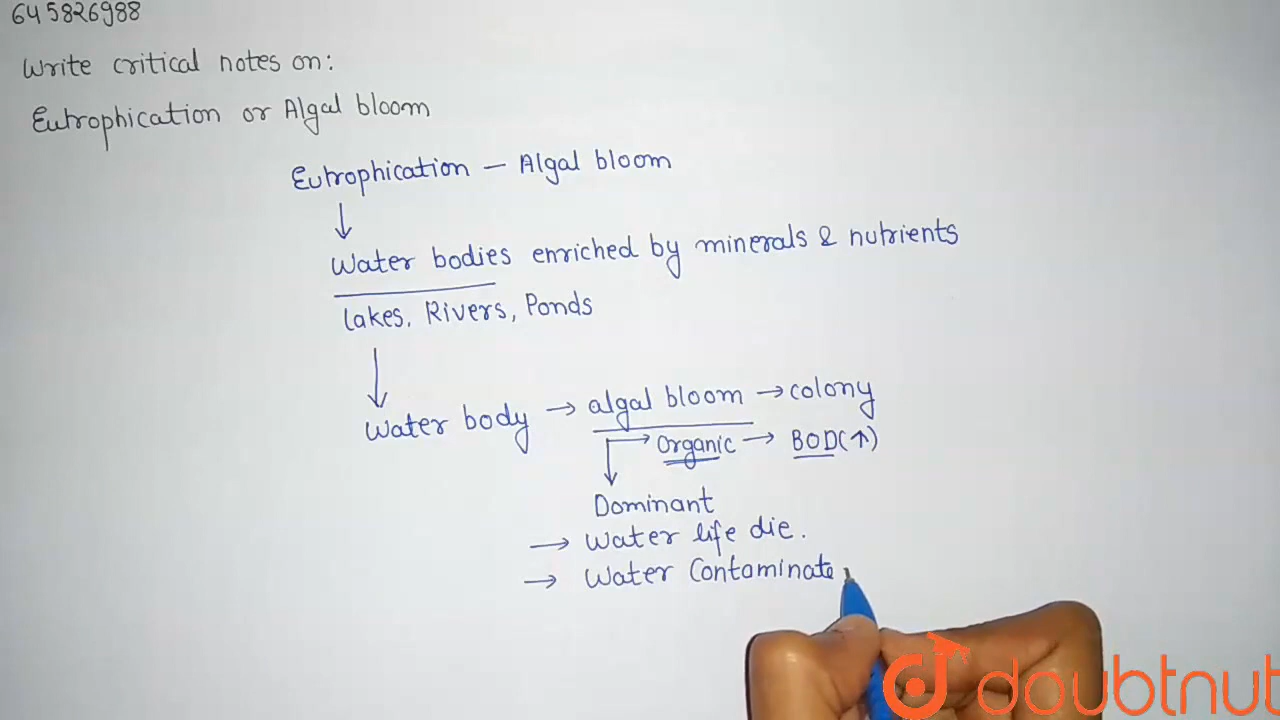 645826988
Write critical notes on:
Eutrophication or Algal bloom
Eutrophication – Algal bloom
↓
Water bodies enriched by minerals & nutrients
lakes, Rivers, Ponds
↓
Water body → algal bloom → colony
→ Organic → BOD(↑)
↓
Dominant
→ Water life die.
→ Water Contaminate
doubtnut